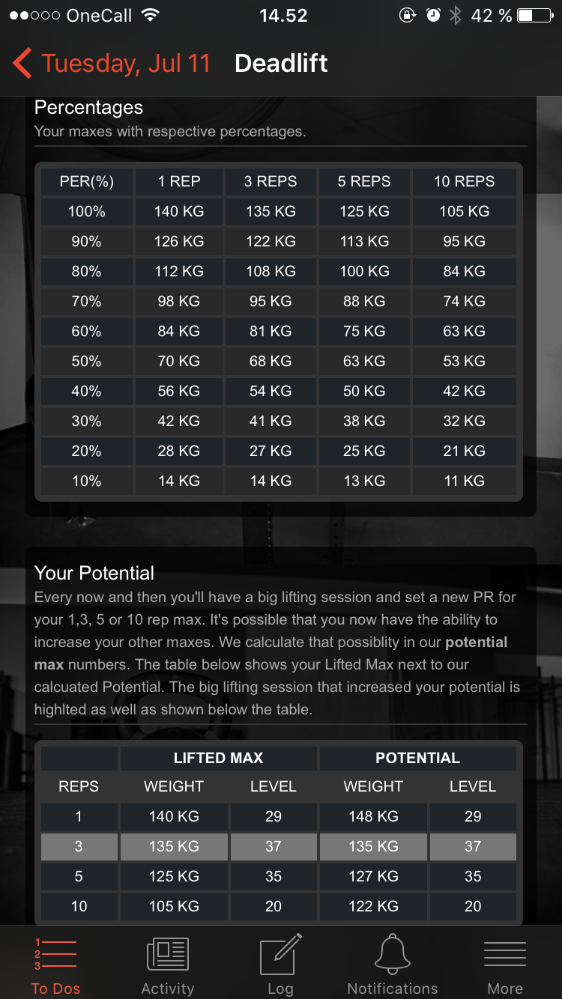 OneCall 14.52 42 %
Tuesday, Jul 11 Deadlift
Percentages
Your maxes with respective percentages.
PER(%) 1 REP 3 REPS 5 REPS 10 REPS
100% 140 KG 135 KG 125 KG 105 KG
90% 126 KG 122 KG 113 KG 95 KG
80% 112 KG 108 KG 100 KG 84 KG
70% 98 KG 95 KG 88 KG 74 KG
60% 84 KG 81 KG 75 KG 63 KG
50% 70 KG 68 KG 63 KG 53 KG
40% 56 KG 54 KG 50 KG 42 KG
30% 42 KG 41 KG 38 KG 32 KG
20% 28 KG 27 KG 25 KG 21 KG
10% 14 KG 14 KG 13 KG 11 KG
Your Potential
Every now and then you'll have a big lifting session and set a new PR for
your 1,3, 5 or 10 rep max. It's possible that you now have the ability to
increase your other maxes. We calculate that possiblity in our potential
max numbers. The table below shows your Lifted Max next to our
calcuated Potential. The big lifting session that increased your potential is
highlted as well as shown below the table.
LIFTED MAX POTENTIAL
REPS WEIGHT LEVEL WEIGHT LEVEL
1 140 KG 29 148 KG 29
3 135 KG 37 135 KG 37
5 125 KG 35 127 KG 35
10 105 KG 20 122 KG 20
1
2
3
To Dos Activity Log Notifications More